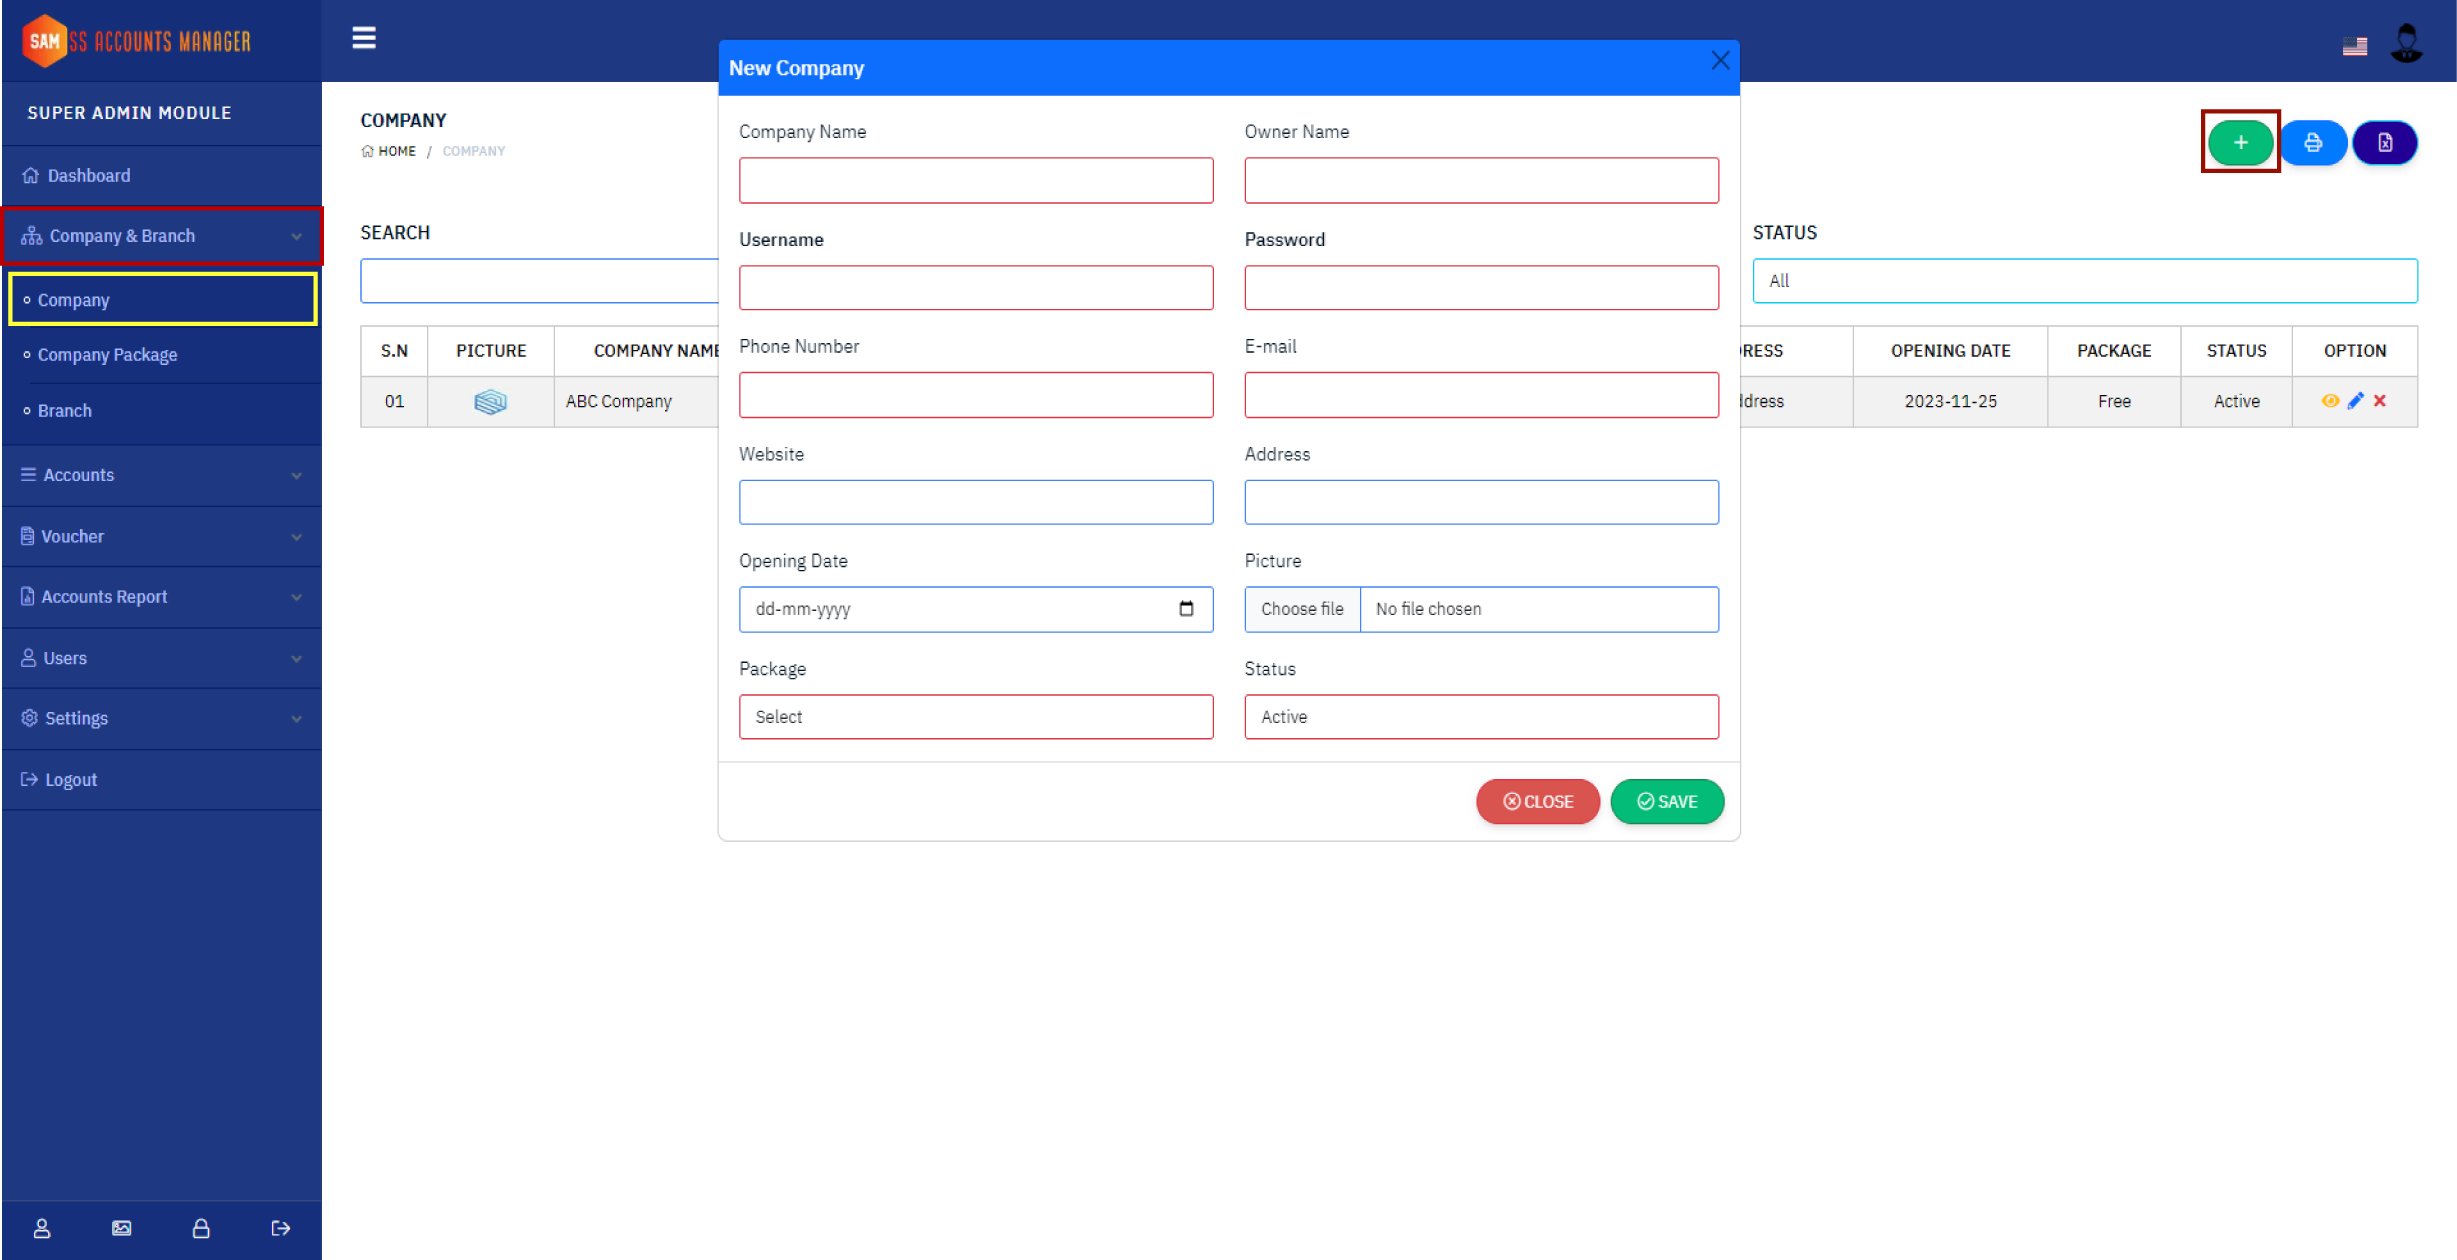 SAM SS ACCOUNTS MANAGER
SUPER ADMIN MODULE
Dashboard
Company & Branch
Company
Company Package
Branch
Accounts
Voucher
Accounts Report
Users
Settings
Logout
COMPANY
HOME / COMPANY
SEARCH
STATUS
All
S.N PICTURE COMPANY NAME RESS OPENING DATE PACKAGE STATUS OPTION
01 ABC Company ddress 2023-11-25 Free Active
New Company
Company Name Owner Name
Username Password
Phone Number E-mail
Website Address
Opening Date Picture
dd-mm-yyyy Choose file No file chosen
Package Status
Select Active
CLOSE SAVE